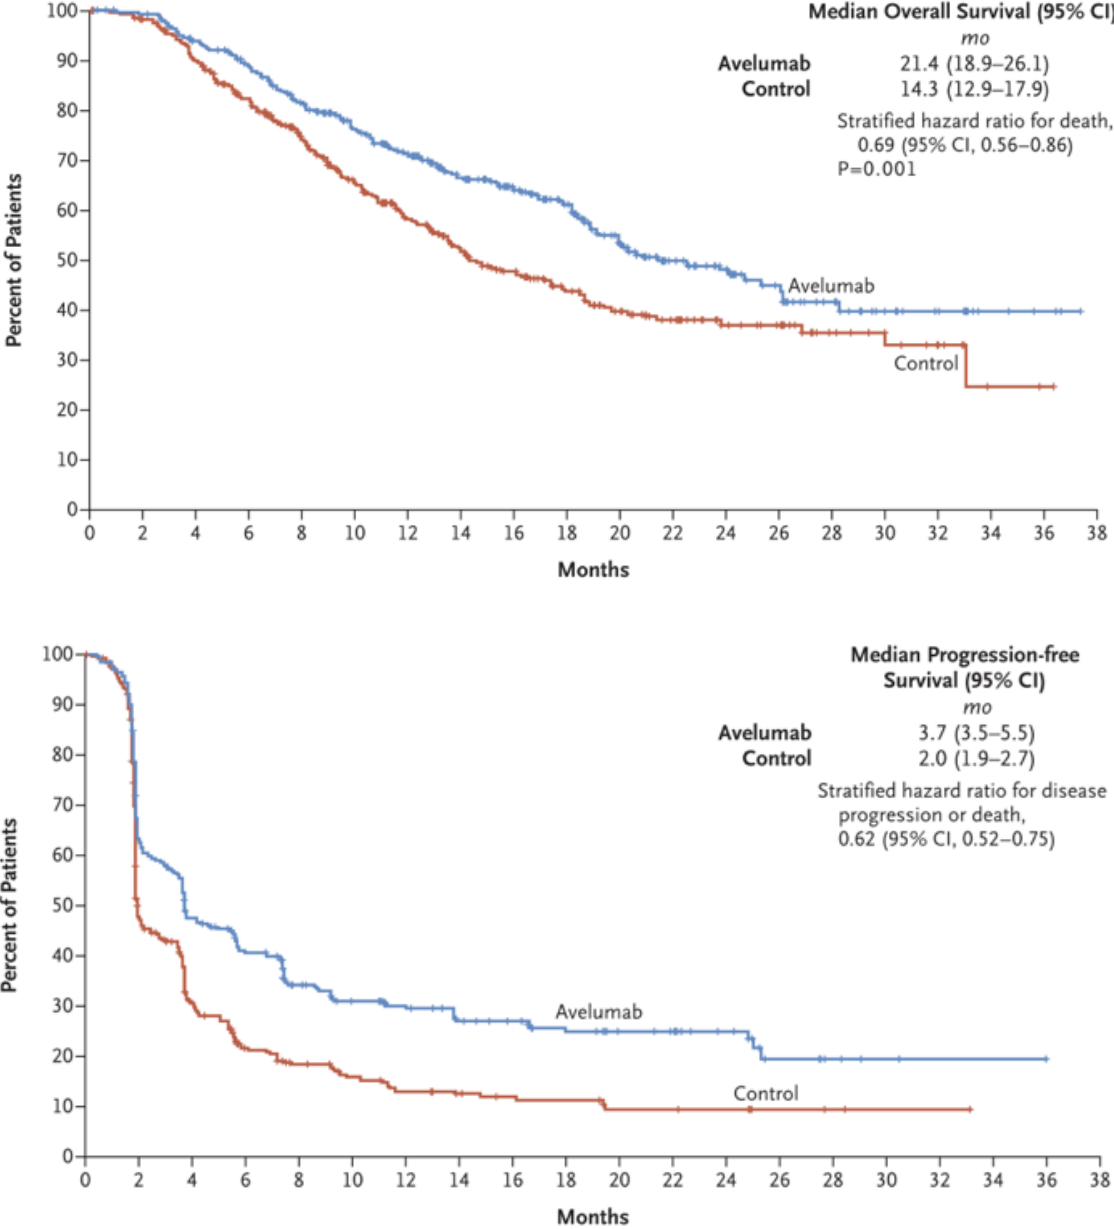 Median Overall Survival (95% CI)
mo
Avelumab 21.4 (18.9–26.1)
Control 14.3 (12.9–17.9)
Stratified hazard ratio for death,
0.69 (95% CI, 0.56–0.86)
P=0.001
Percent of Patients
100
90
80
70
60
50
40
30
20
10
0
Avelumab
Control
0 2 4 6 8 10 12 14 16 18 20 22 24 26 28 30 32 34 36 38
Months
Median Progression-free
Survival (95% CI)
mo
Avelumab 3.7 (3.5–5.5)
Control 2.0 (1.9–2.7)
Stratified hazard ratio for disease
progression or death,
0.62 (95% CI, 0.52–0.75)
Percent of Patients
100
90
80
70
60
50
40
30
20
10
0
Avelumab
Control
0 2 4 6 8 10 12 14 16 18 20 22 24 26 28 30 32 34 36 38
Months